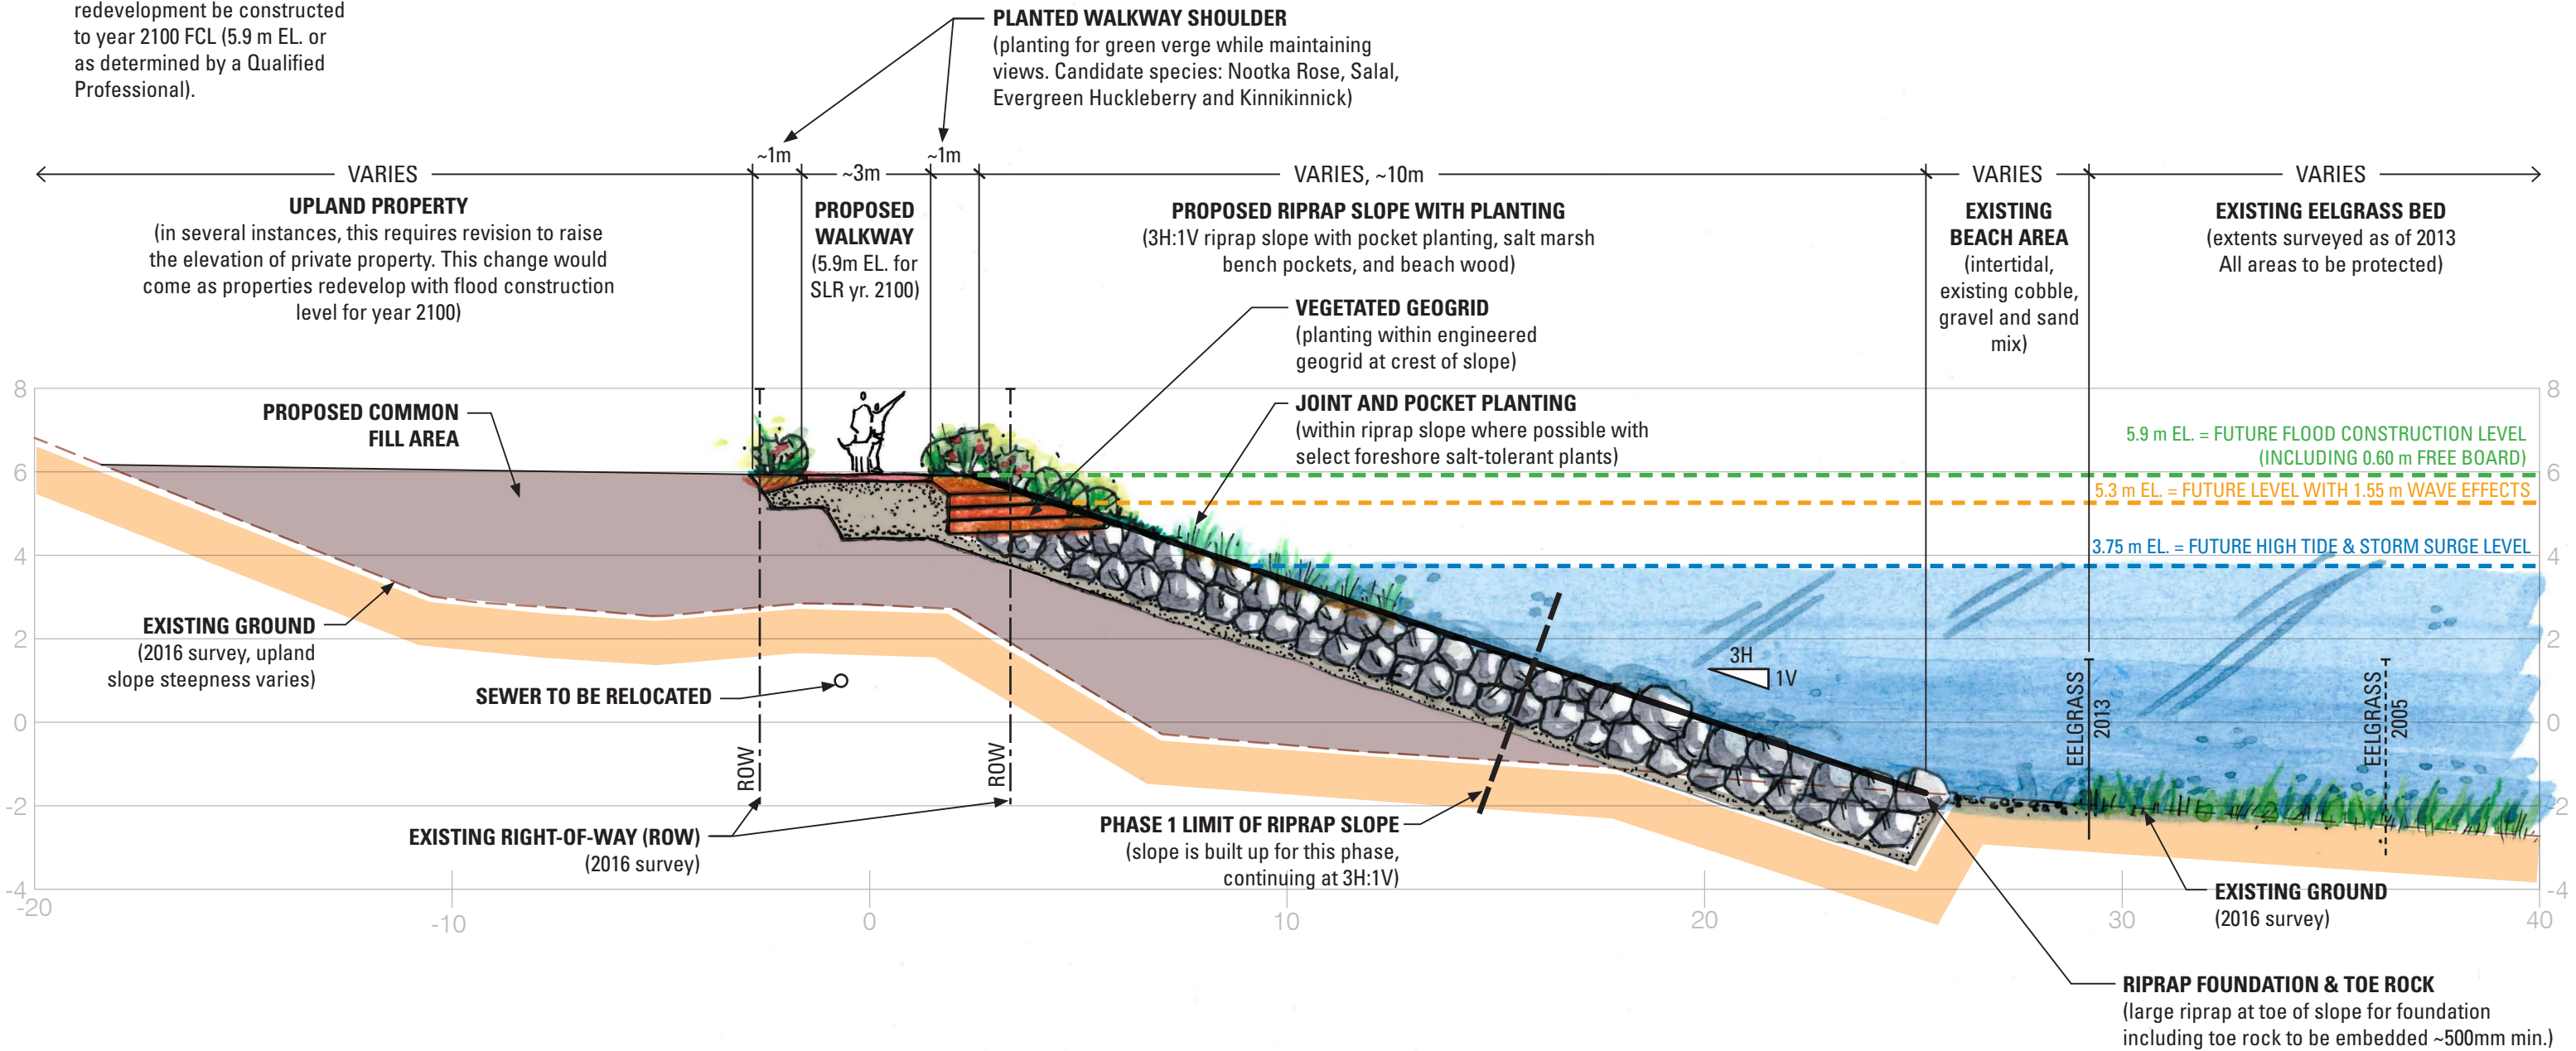 redevelopment be constructed
to year 2100 FCL (5.9 m EL. or
as determined by a Qualified
Professional).
PLANTED WALKWAY SHOULDER
(planting for green verge while maintaining
views. Candidate species: Nootka Rose, Salal,
Evergreen Huckleberry and Kinnikinnick)
VARIES
~1m
~3m
~1m
VARIES, ~10m
VARIES
VARIES
UPLAND PROPERTY
(in several instances, this requires revision to raise
the elevation of private property. This change would
come as properties redevelop with flood construction
level for year 2100)
PROPOSED
WALKWAY
(5.9m EL. for
SLR yr. 2100)
PROPOSED RIPRAP SLOPE WITH PLANTING
(3H:1V riprap slope with pocket planting, salt marsh
bench pockets, and beach wood)
EXISTING
BEACH AREA
(intertidal,
existing cobble,
gravel and sand
mix)
EXISTING EELGRASS BED
(extents surveyed as of 2013
All areas to be protected)
VEGETATED GEOGRID
(planting within engineered
geogrid at crest of slope)
JOINT AND POCKET PLANTING
(within riprap slope where possible with
select foreshore salt-tolerant plants)
PROPOSED COMMON
FILL AREA
5.9 m EL. = FUTURE FLOOD CONSTRUCTION LEVEL
(INCLUDING 0.60 m FREE BOARD)
5.3 m EL. = FUTURE LEVEL WITH 1.55 m WAVE EFFECTS
3.75 m EL. = FUTURE HIGH TIDE & STORM SURGE LEVEL
8
6
4
2
0
-2
-4
8
6
4
2
0
-2
-4
EXISTING GROUND
(2016 survey, upland
slope steepness varies)
SEWER TO BE RELOCATED
3H
1V
ROW
ROW
EELGRASS
2013
EELGRASS
2005
EXISTING RIGHT-OF-WAY (ROW)
(2016 survey)
PHASE 1 LIMIT OF RIPRAP SLOPE
(slope is built up for this phase,
continuing at 3H:1V)
EXISTING GROUND
(2016 survey)
-20
-10
0
10
20
30
40
RIPRAP FOUNDATION & TOE ROCK
(large riprap at toe of slope for foundation
including toe rock to be embedded ~500mm min.)